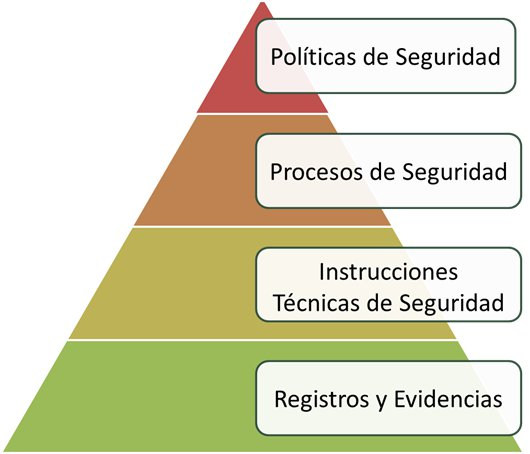 Políticas de Seguridad
Procesos de Seguridad
Instrucciones
Técnicas de Seguridad
Registros y Evidencias